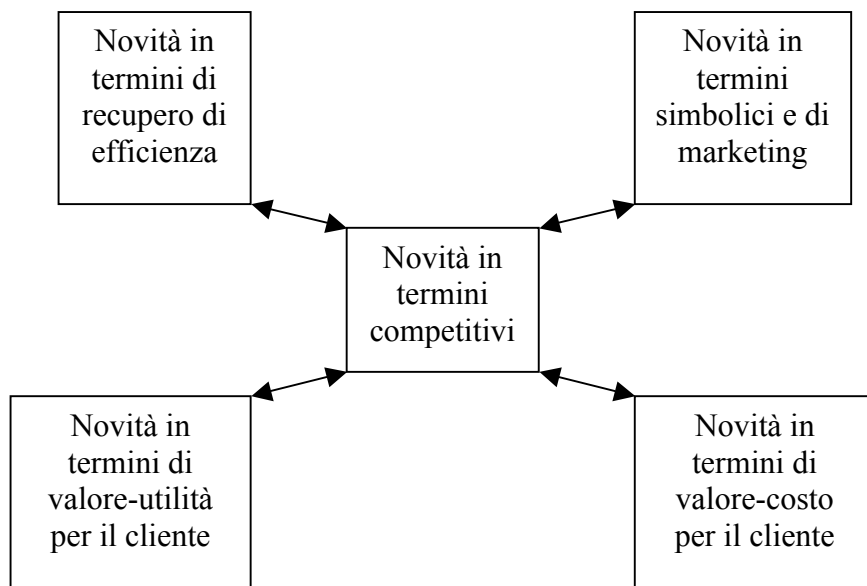 Novità in
termini di
recupero di
efficienza
Novità in
termini
simbolici e di
marketing
Novità in
termini
competitivi
Novità in
termini di
valore-utilità
per il cliente
Novità in
termini di
valore-costo
per il cliente